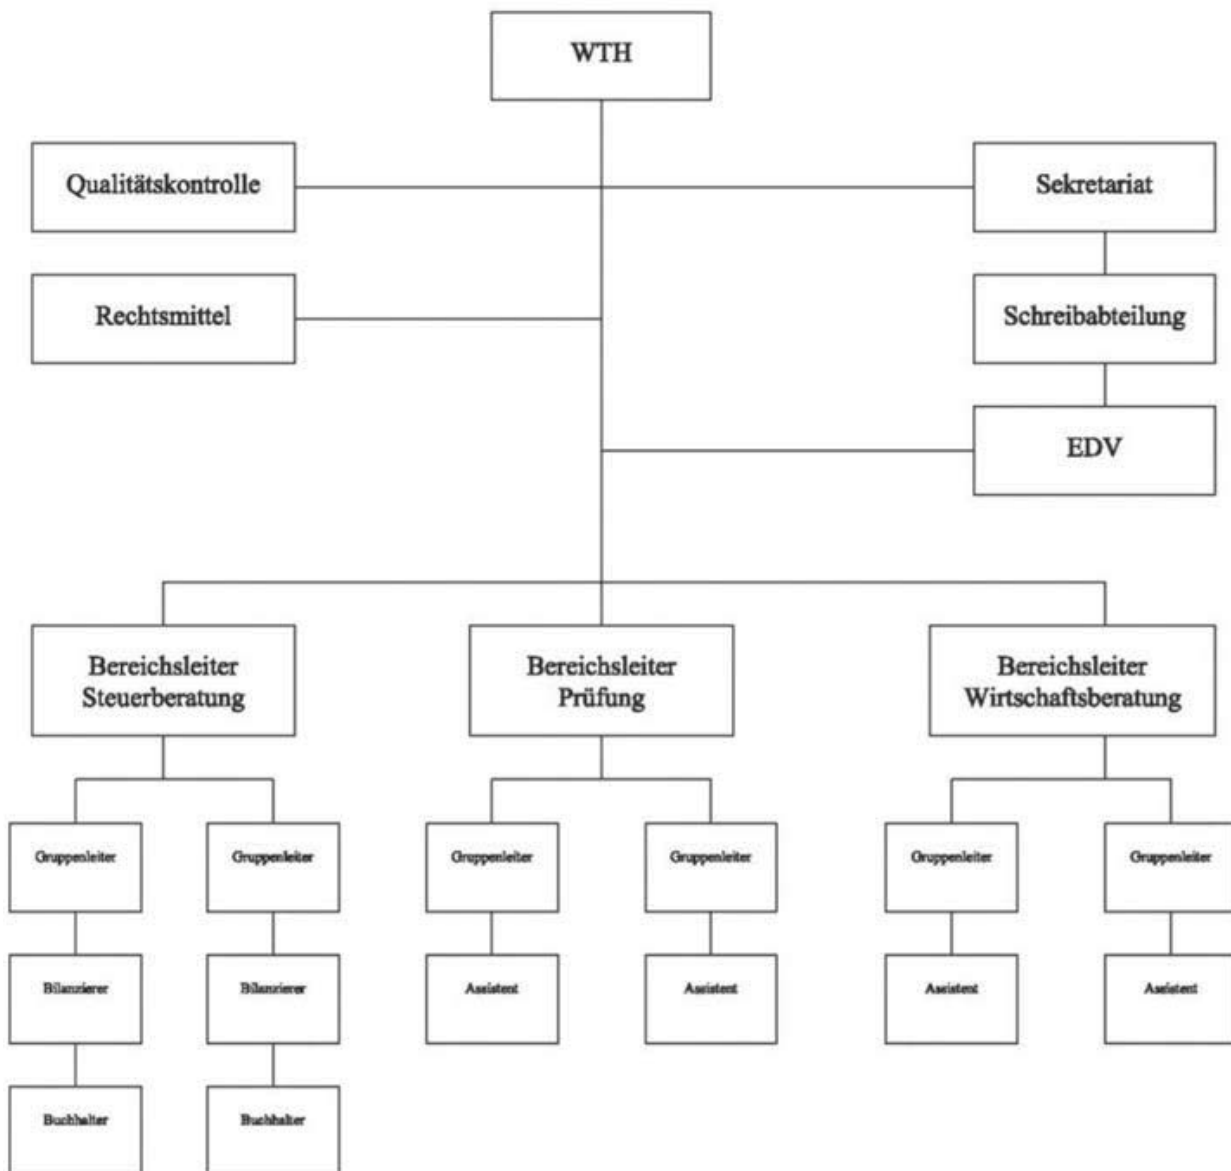 WTH
Qualitätskontrolle
Sekretariat
Rechtsmittel
Schreibabteilung
EDV
Bereichsleiter
Steuerberatung
Bereichsleiter
Prüfung
Bereichsleiter
Wirtschaftsberatung
Gruppenleiter
Gruppenleiter
Gruppenleiter
Gruppenleiter
Gruppenleiter
Gruppenleiter
Bilanzierer
Bilanzierer
Assistent
Assistent
Assistent
Assistent
Buchhalter
Buchhalter